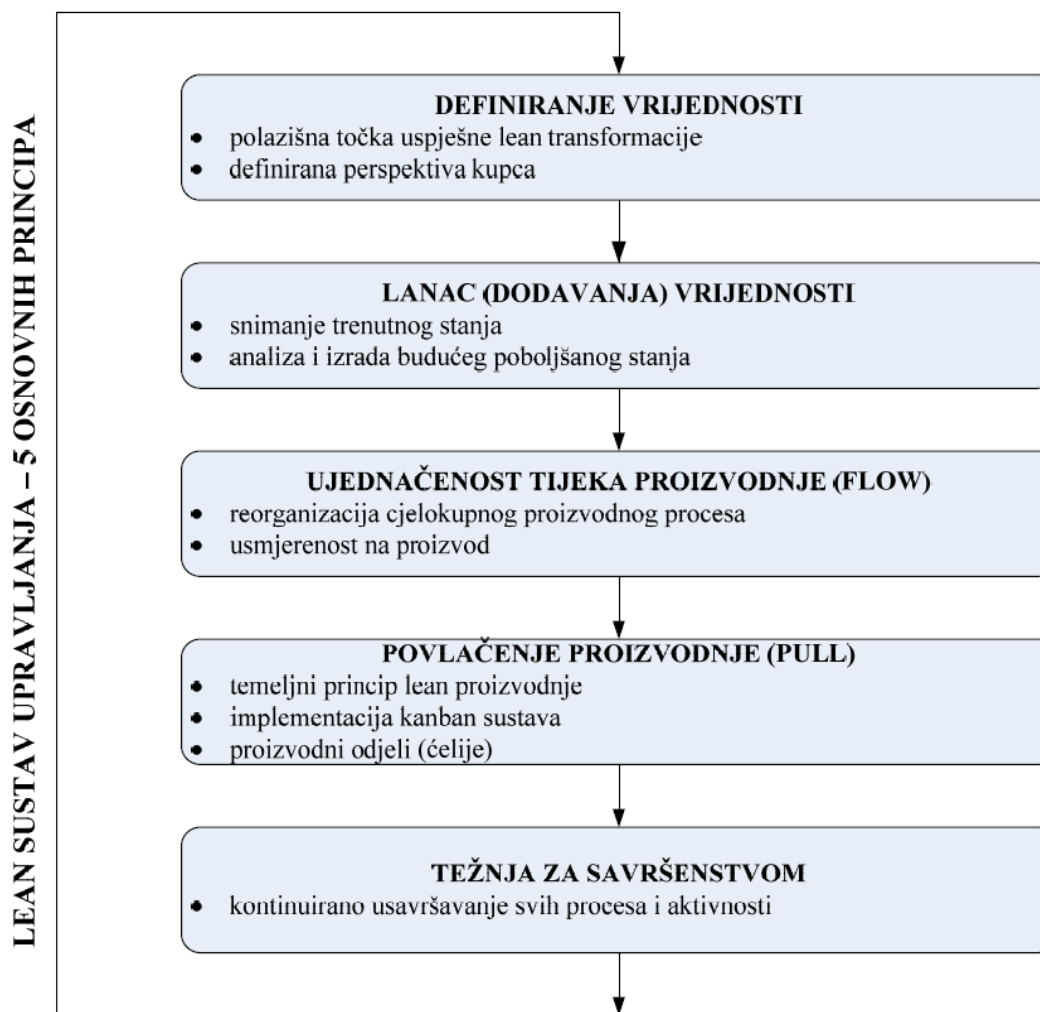 LEAN SUSTAV UPRAVLJANJA – 5 OSNOVNIH PRINCIPA
DEFINIRANJE VRIJEDNOSTI
• polazišna točka uspješne lean transformacije
• definirana perspektiva kupca
LANAC (DODAVANJA) VRIJEDNOSTI
• snimanje trenutnog stanja
• analiza i izrada budućeg poboljšanog stanja
UJEDNAČENOST TIJEKA PROIZVODNJE (FLOW)
• reorganizacija cjelokupnog proizvodnog procesa
• usmjerenost na proizvod
POVLAČENJE PROIZVODNJE (PULL)
• temeljni princip lean proizvodnje
• implementacija kanban sustava
• proizvodni odjeli (ćelije)
TEŽNJA ZA SAVRŠENSTVOM
• kontinuirano usavršavanje svih procesa i aktivnosti